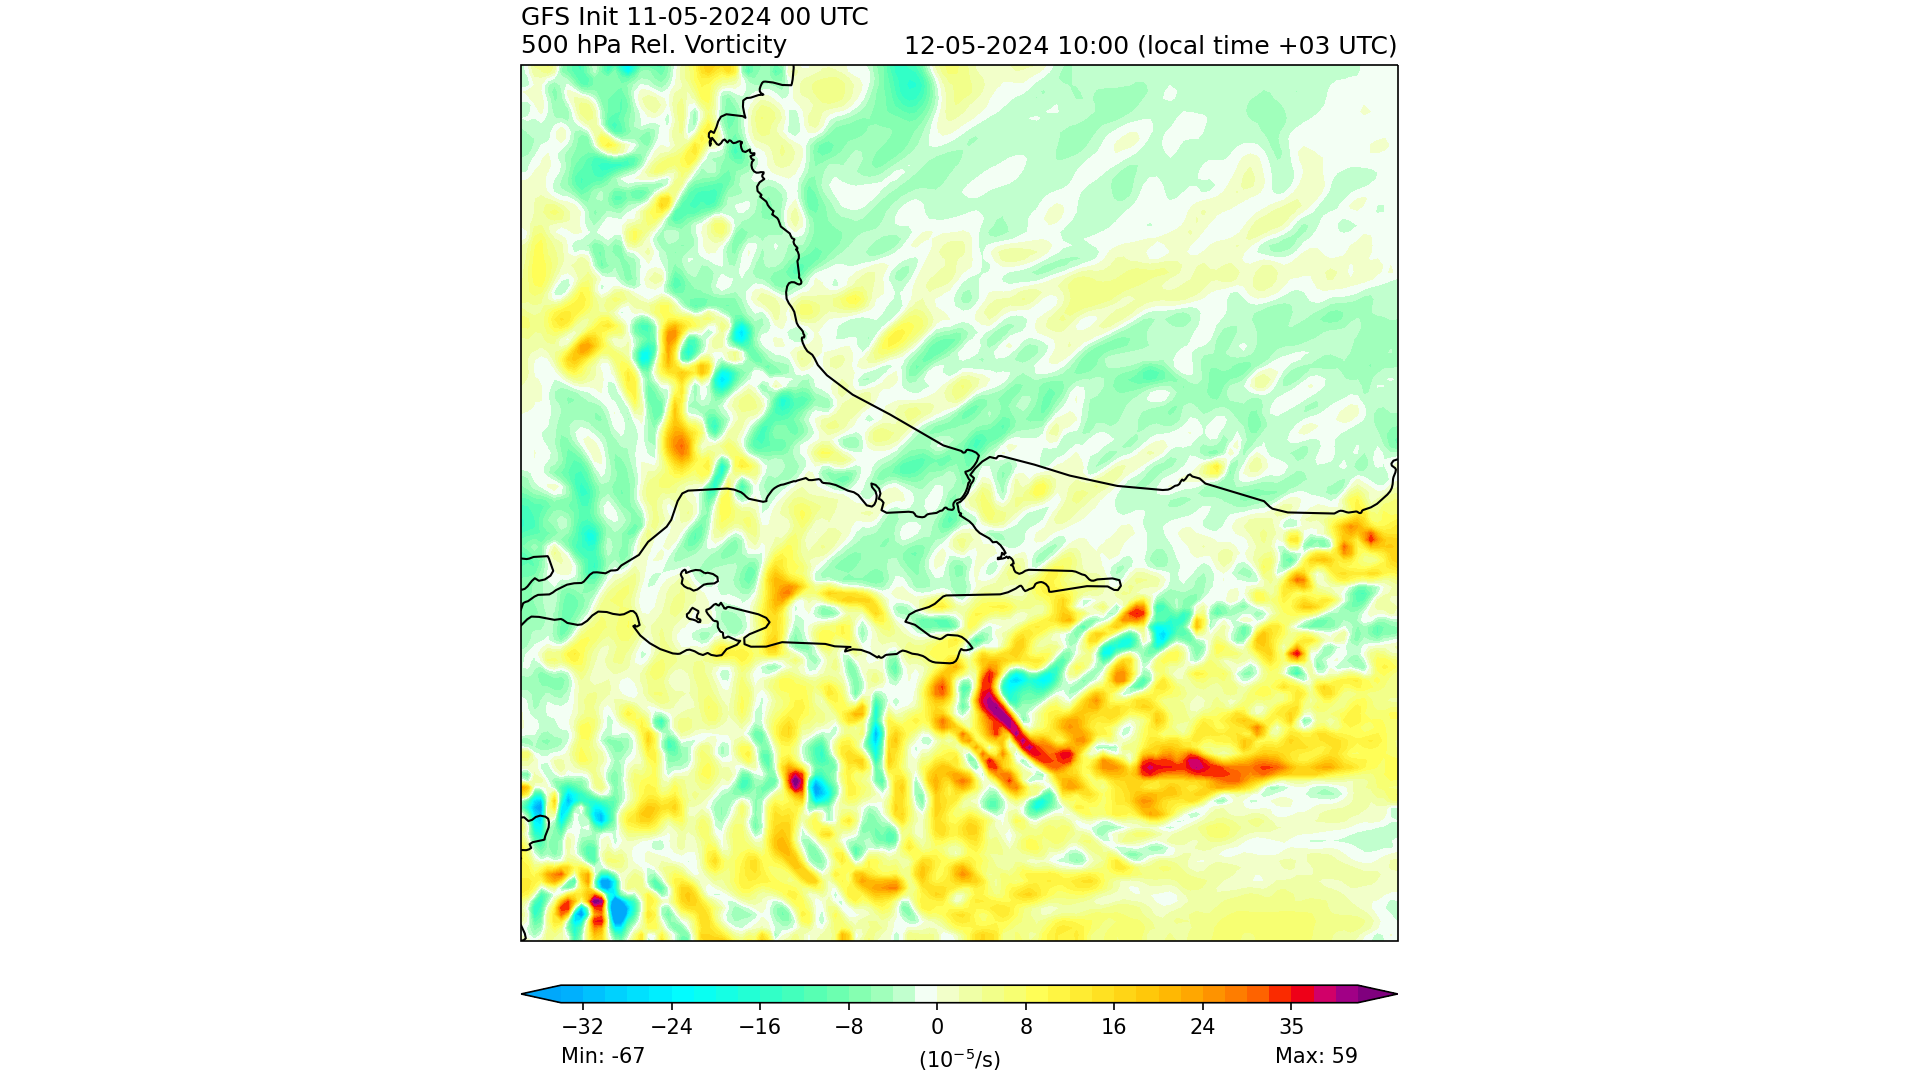 GFS Init 11-05-2024 00 UTC
500 hPa Rel. Vorticity
12-05-2024 10:00 (local time +03 UTC)
−32 −24 −16 −8 0 8 16 24 35
Min: -67
(10⁻⁵/s)
Max: 59